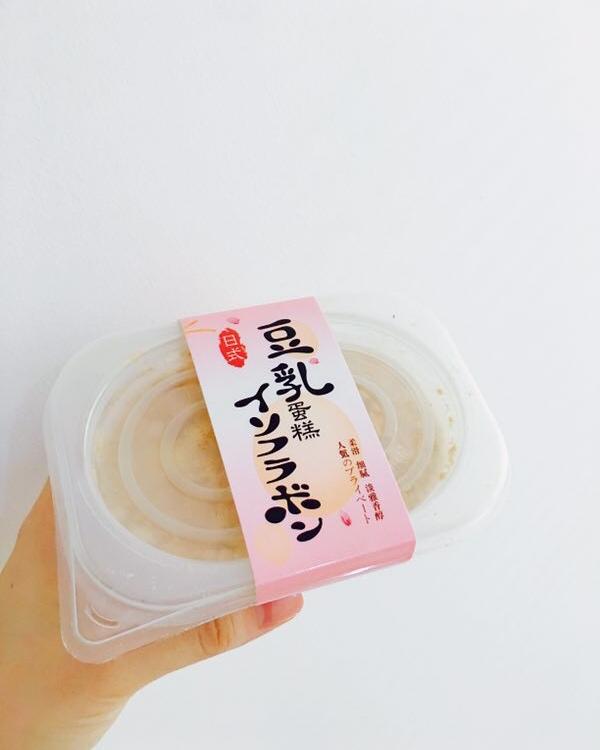 日式
豆乳
蛋糕
イソフラボン
柔滑 細膩 淡雅香醇
人気のプライベート